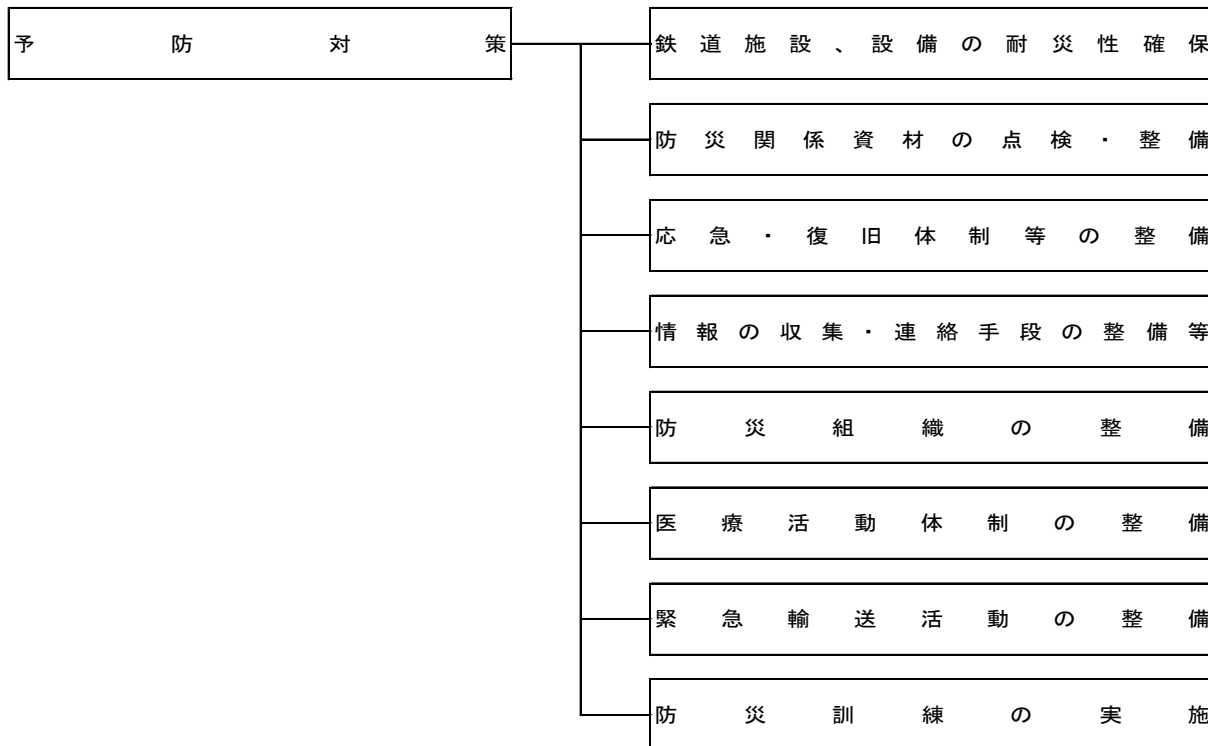 予防対策
鉄道施設、設備の耐災性確保
防災関係資材の点検・整備
応急・復旧体制等の整備
情報の収集・連絡手段の整備等
防災組織の整備
医療活動体制の整備
緊急輸送活動の整備
防災訓練の実施